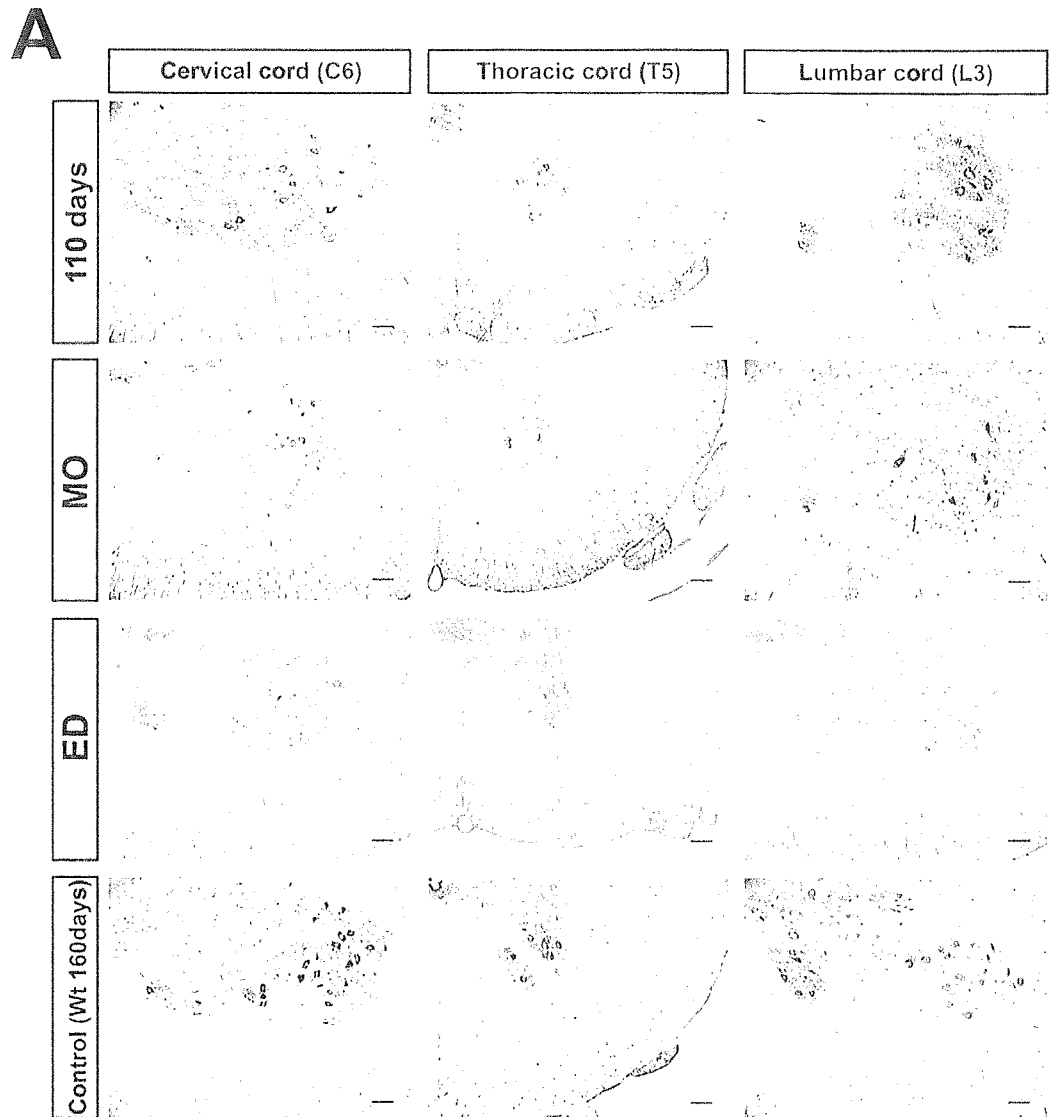 A
Cervical cord (C6)
Thoracic cord (T5)
Lumbar cord (L3)
110 days
MO
ED
Control (Wt 160days)